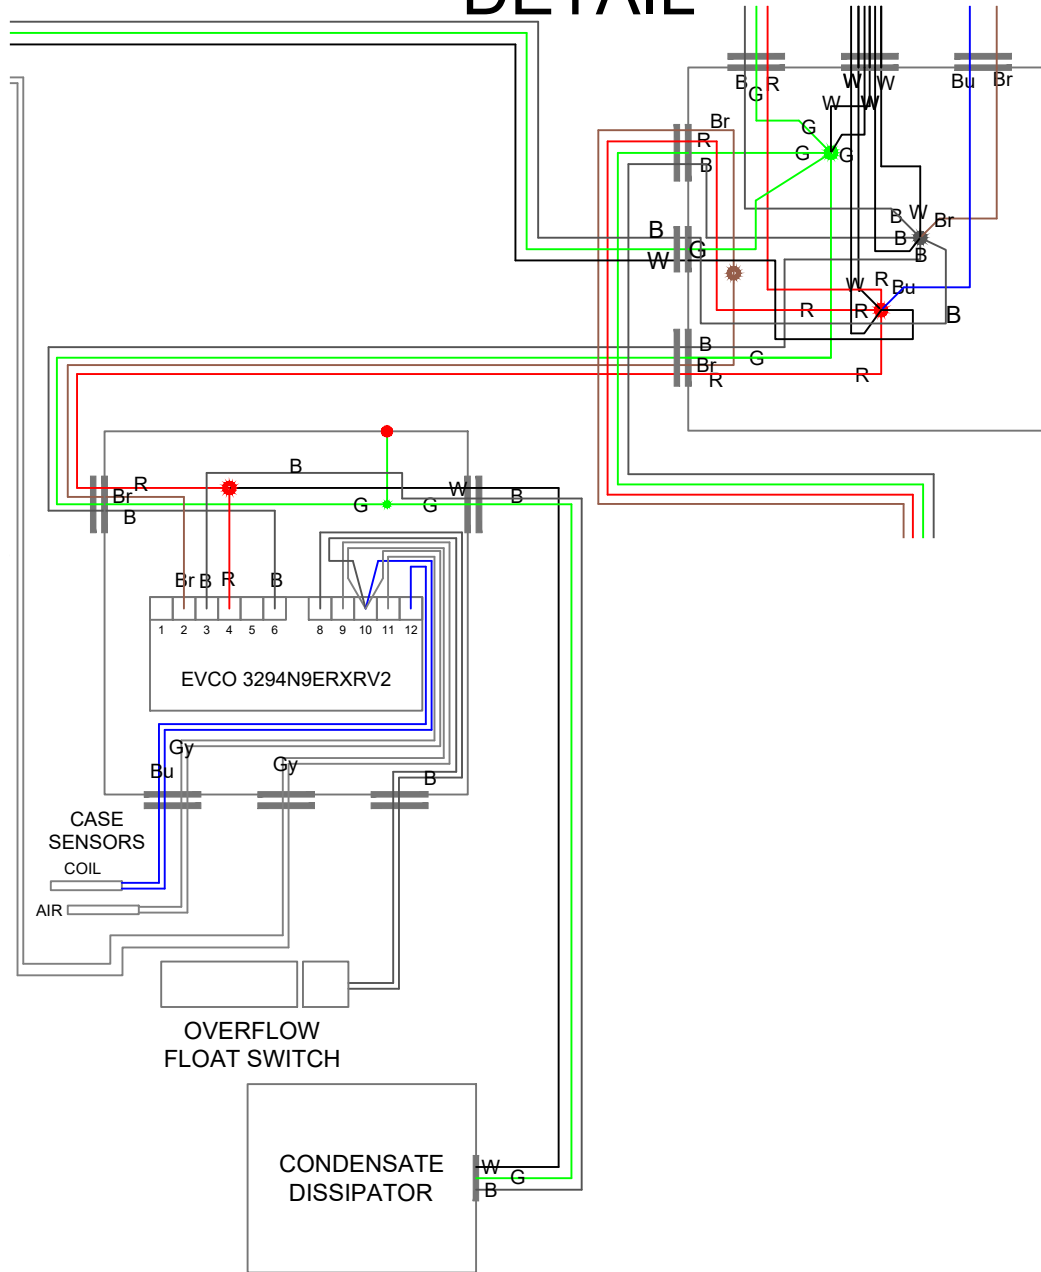 DETAIL
B R W W Bu Br
G
W W
Br G
R G G
B
W
B B Br
B G B
W B
W R Bu
R R B
B
G
Br
R R
B
R W
Br B
B G G
Br B R B
1 2 3 4 5 6 8 9 10 11 12
EVCO 3294N9ERXRV2
Gy
Bu Gy B
CASE
SENSORS
COIL
AIR
OVERFLOW
FLOAT SWITCH
CONDENSATE
DISSIPATOR
W
G
B